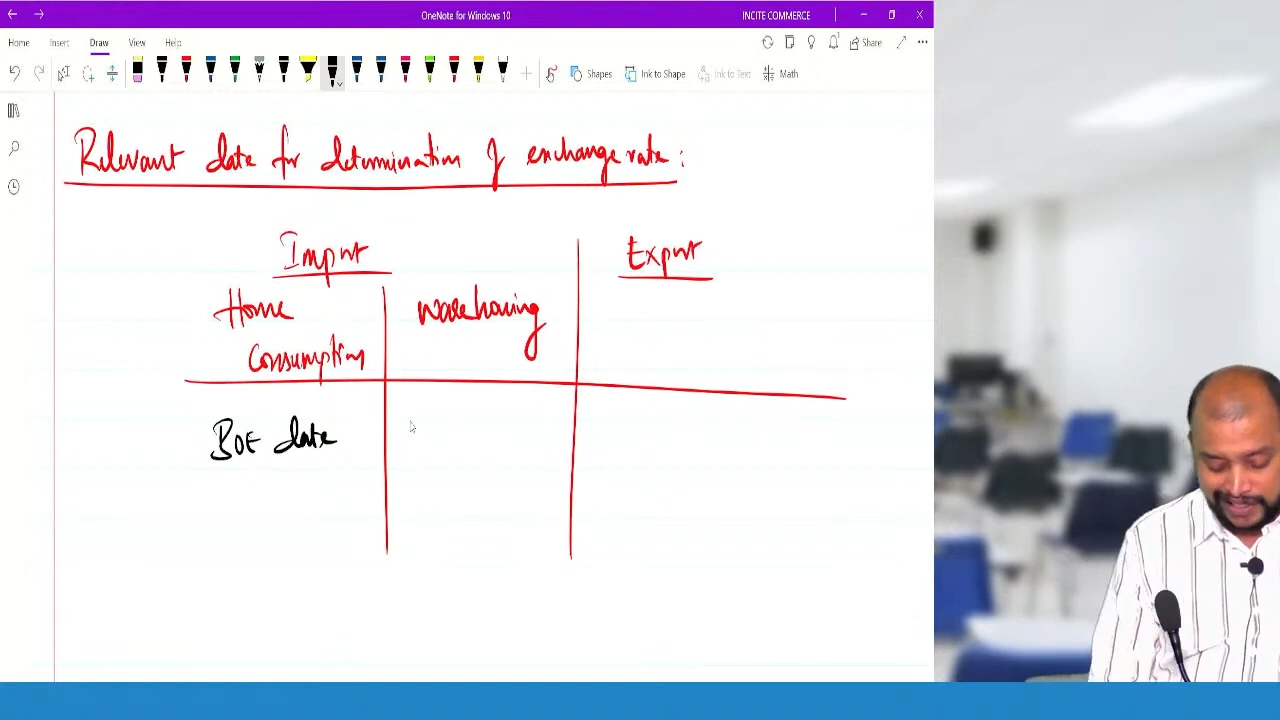 OneNote for Windows 10
INCITE COMMERCE
Home Insert Draw View Help
Share
Shapes Ink to Shape Ink to Text Math
Relevant date for determination of exchange rate :
Import Export
Home Consumption
Warehousing
BOE date